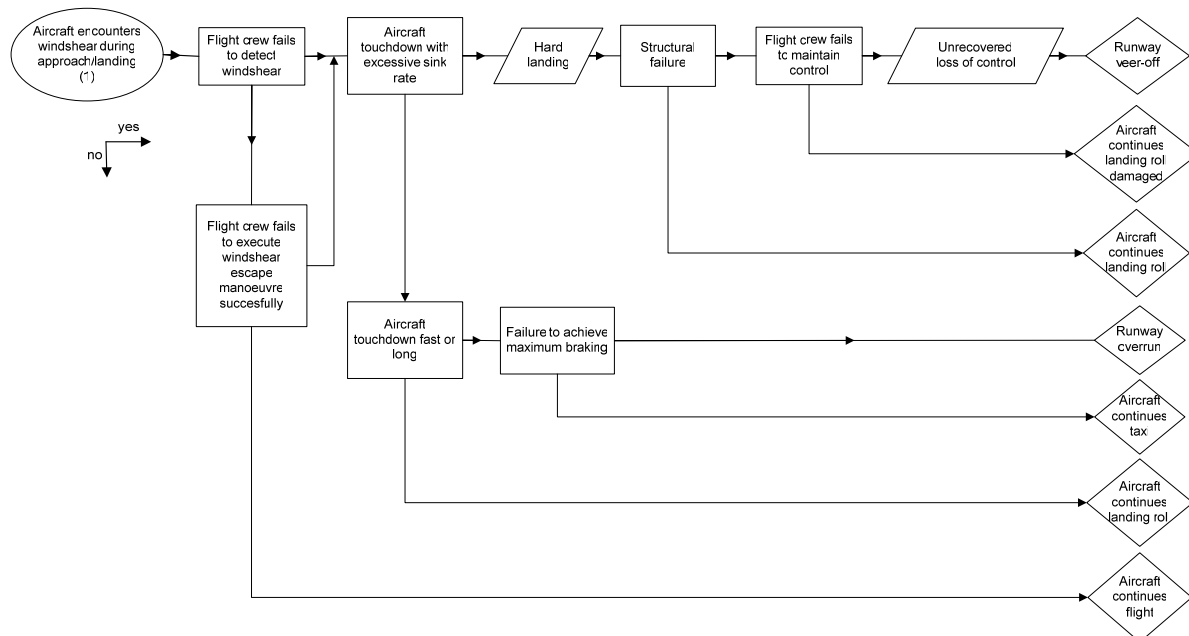 Aircraft encounters
windshear during
approach/landing
(1)
Flight crew fails
to detect
windshear
Aircraft
touchdown with
excessive sink
rate
Hard
landing
Structural
failure
Flight crew fails
to maintain
control
Unrecovered
loss of control
Runway
veer-off
yes
no
Aircraft
continues
landing roll
damaged
Flight crew fails
to execute
windshear
escape
manoeuvre
succesfully
Aircraft
continues
landing roll
Aircraft
touchdown fast or
long
Failure to achieve
maximum braking
Runway
overrun
Aircraft
continues
taxi
Aircraft
continues
landing roll
Aircraft
continues
flight